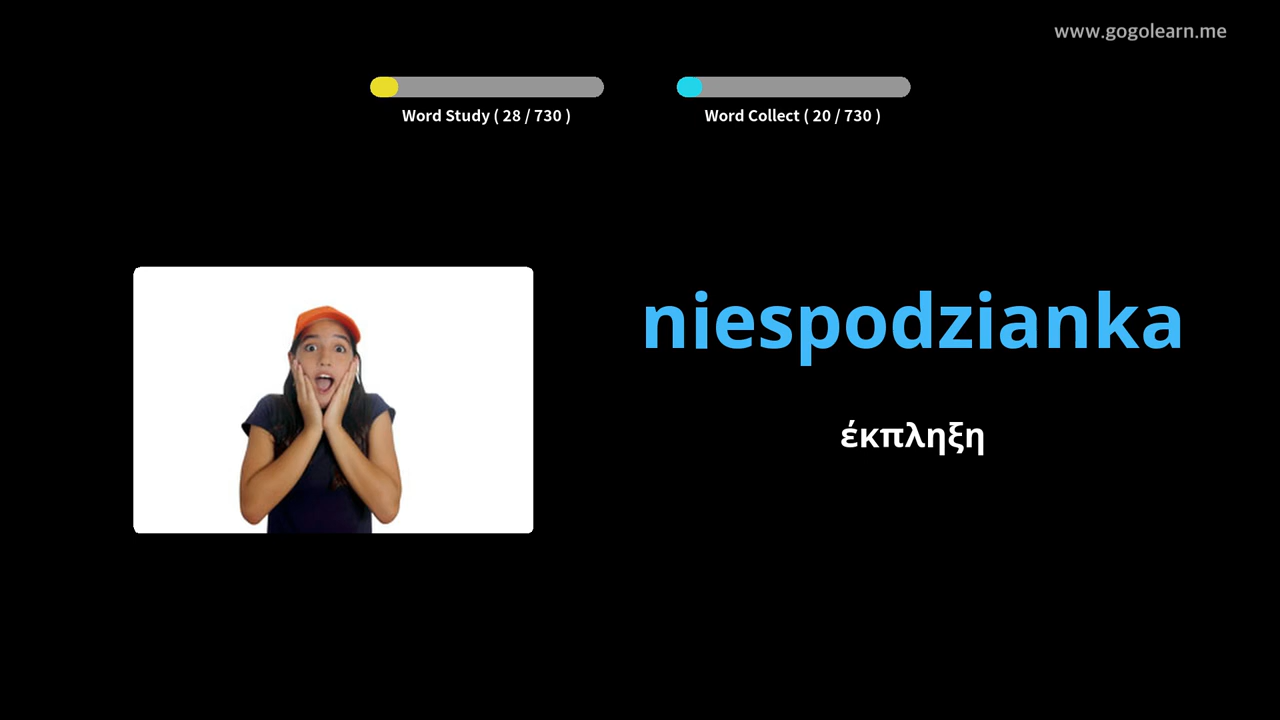 www.gogolearn.me
Word Study ( 28 / 730 )
Word Collect ( 20 / 730 )
niespodzianka
έκπληξη